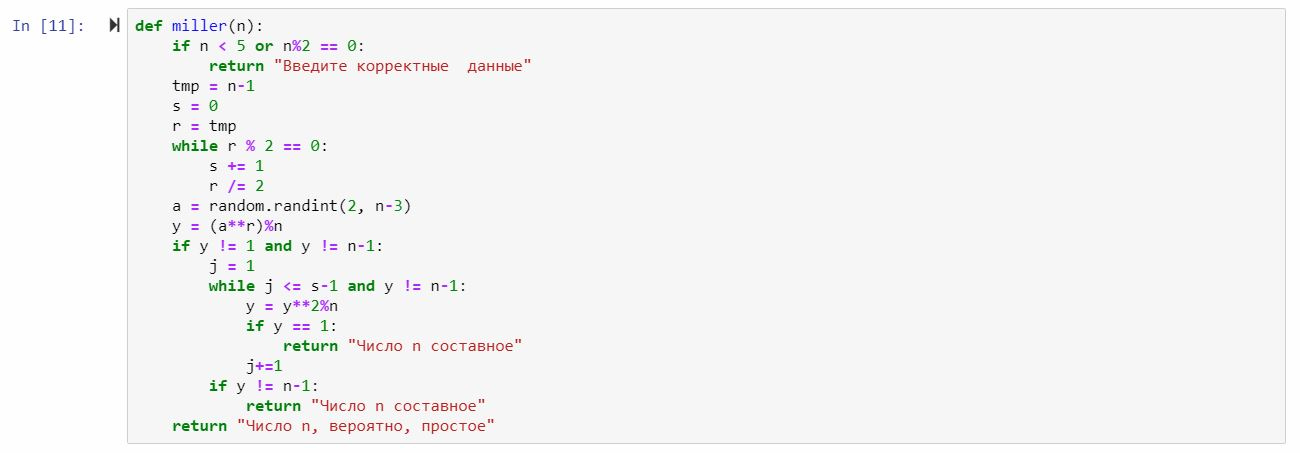 In [11]:
def miller(n):
    if n < 5 or n%2 == 0:
        return "Введите корректные  данные"
    tmp = n-1
    s = 0
    r = tmp
    while r % 2 == 0:
        s += 1
        r /= 2
    a = random.randint(2, n-3)
    y = (a**r)%n
    if y != 1 and y != n-1:
        j = 1
        while j <= s-1 and y != n-1:
            y = y**2%n
            if y == 1:
                return "Число n составное"
            j+=1
        if y != n-1:
            return "Число n составное"
    return "Число n, вероятно, простое"